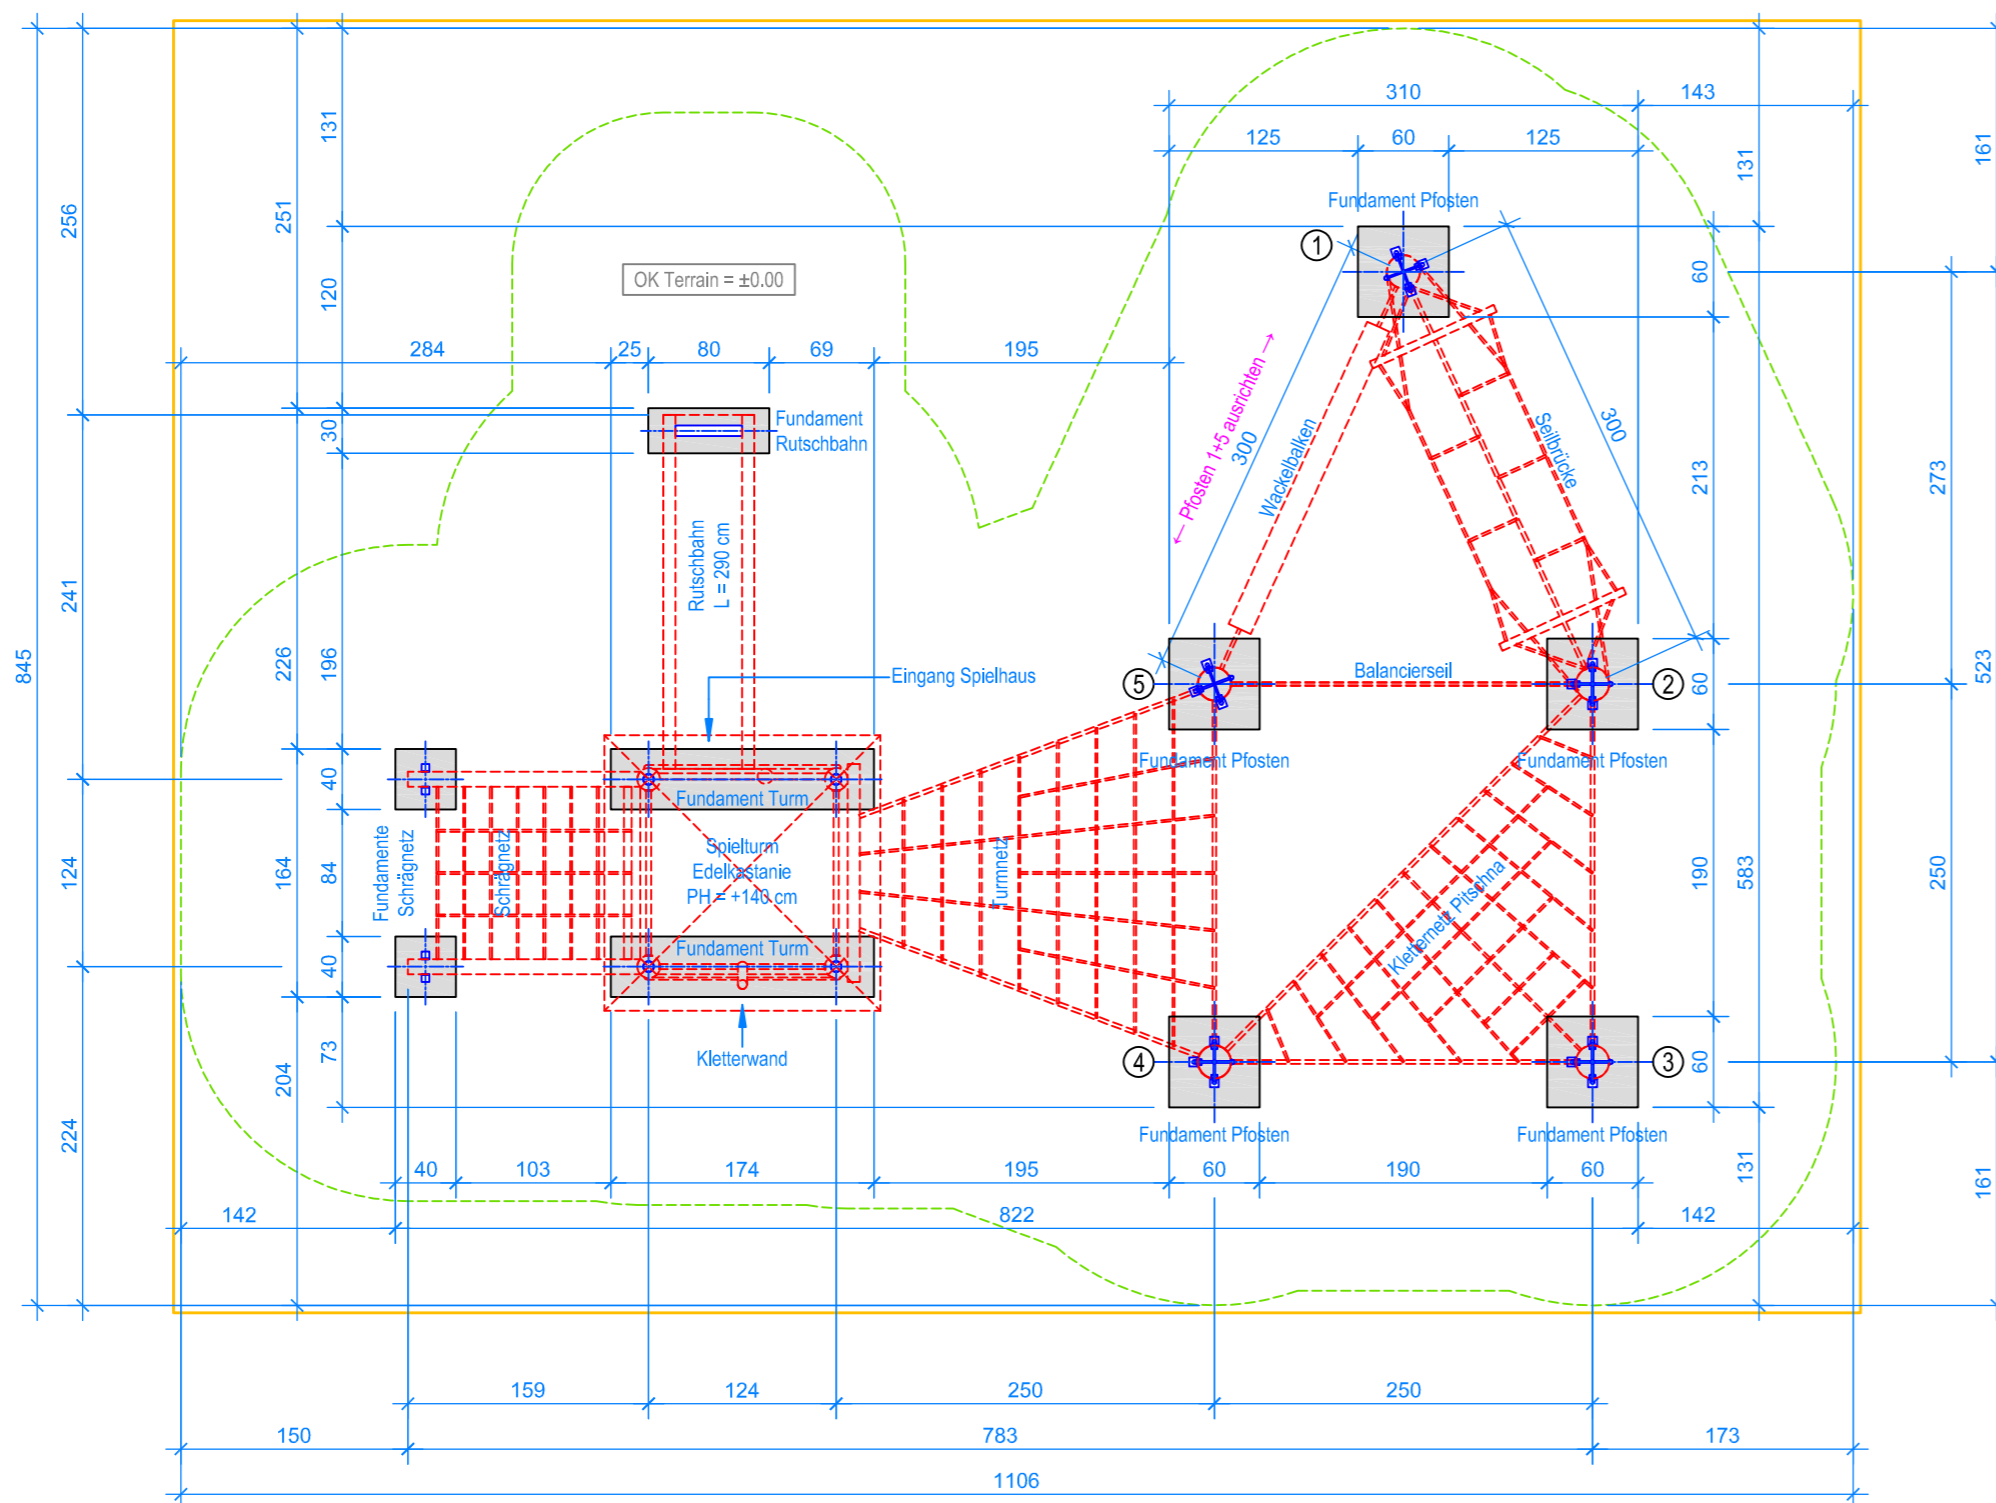 310
143
125
60
125
131
161
131
256
251
Fundament Pfosten
1
OK Terrain = ±0.00
120
60
284
25
80
69
195
← Pfosten 1+5 ausrichten →
300
Wackelbalken
Seilbrücke
300
30
Fundament
Rutschbahn
213
273
Rutschbahn
L = 290 cm
241
845
226
196
Eingang Spielhaus
5
Balancierseil
2
60
523
Fundament Pfosten
Fundament Pfosten
40
Fundament Turm
Fundamente
Schrägnetz
Schrägnetz
Spielturm
Edelkastanie
PH = +140 cm
Turmnetz
Kletternetz Pitschna
124
164
84
190
583
250
Fundament Turm
40
73
Kletterwand
4
3
60
204
224
Fundament Pfosten
Fundament Pfosten
40
103
174
195
60
190
60
131
161
142
822
142
159
124
250
250
150
783
173
1106